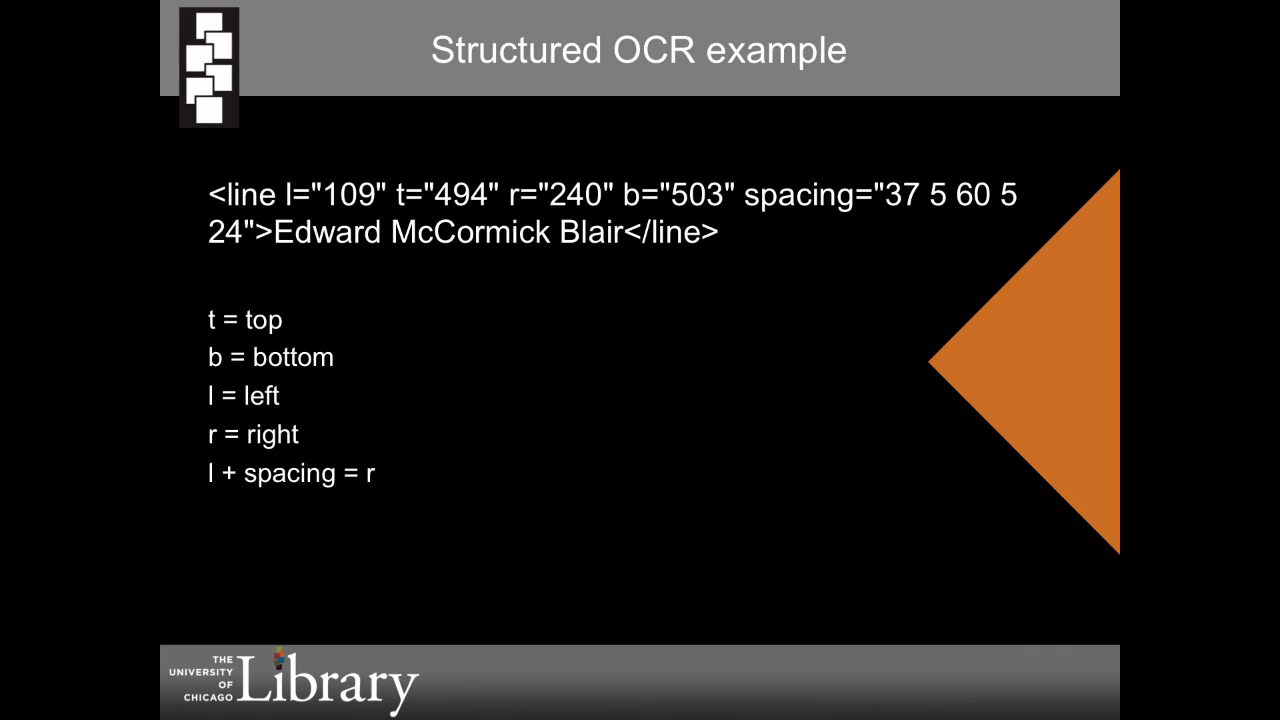 Structured OCR example
<line l="109" t="494" r="240" b="503" spacing="37 5 60 5
24">Edward McCormick Blair</line>
t = top
b = bottom
l = left
r = right
l + spacing = r
THE
UNIVERSITY
OF
CHICAGO
Library